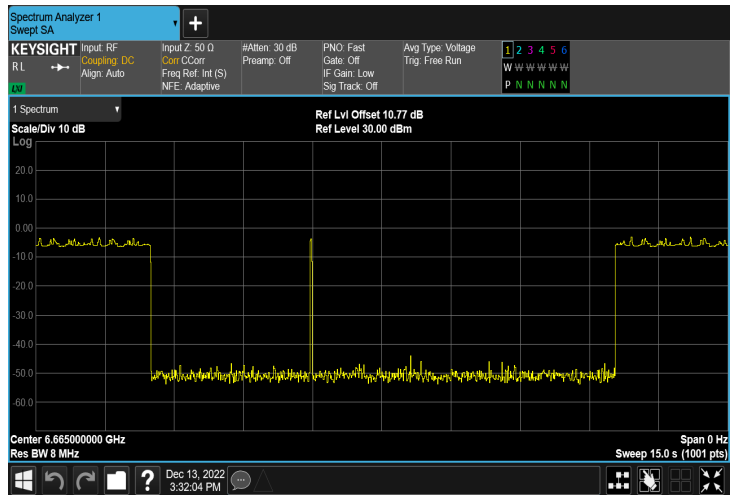 Spectrum Analyzer 1
Swept SA
KEYSIGHT
R L
LXI
Input: RF
Coupling: DC
Align: Auto
Input Z: 50 Ω
Corr CCorr
Freq Ref: Int (S)
NFE: Adaptive
#Atten: 30 dB
Preamp: Off
PNO: Fast
Gate: Off
IF Gain: Low
Sig Track: Off
Avg Type: Voltage
Trig: Free Run
1 2 3 4 5 6
W W W W W W
P N N N N N
1 Spectrum
Scale/Div 10 dB
Ref Lvl Offset 10.77 dB
Ref Level 30.00 dBm
Log
20.0
10.0
0.00
-10.0
-20.0
-30.0
-40.0
-50.0
-60.0
Center 6.665000000 GHz
Res BW 8 MHz
Span 0 Hz
Sweep 15.0 s (1001 pts)
?
Dec 13, 2022
3:32:04 PM